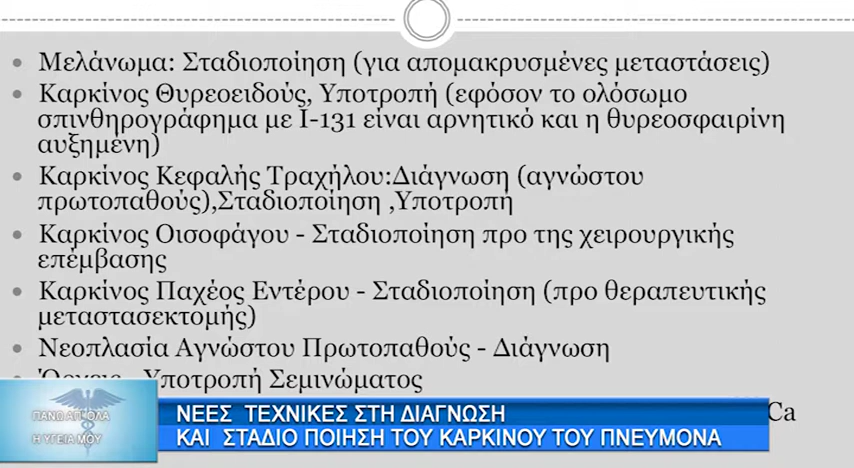 Μελάνωμα: Σταδιοποίηση (για απομακρυσμένες μεταστάσεις)
Καρκίνος Θυρεοειδούς, Υποτροπή (εφόσον το ολόσωμο
σπινθηρογράφημα με Ι-131 είναι αρνητικό και η θυρεοσφαιρίνη
αυξημένη)
Καρκίνος Κεφαλής Τραχήλου:Διάγνωση (αγνώστου
πρωτοπαθούς),Σταδιοποίηση ,Υποτροπή
Καρκίνος Οισοφάγου - Σταδιοποίηση προ της χειρουργικής
επέμβασης
Καρκίνος Παχέος Εντέρου - Σταδιοποίηση (προ θεραπευτικής
μεταστασεκτομής)
Νεοπλασία Αγνώστου Πρωτοπαθούς - Διάγνωση
Όρχεις - Υποτροπή Σεμινώματος
Ca
ΠΑΝΩ ΑΠ' ΟΛΑ
Η ΥΓΕΙΑ ΜΟΥ
ΝΕΕΣ ΤΕΧΝΙΚΕΣ ΣΤΗ ΔΙΑΓΝΩΣΗ
ΚΑΙ ΣΤΑΔΙΟ ΠΟΙΗΣΗ ΤΟΥ ΚΑΡΚΙΝΟΥ ΤΟΥ ΠΝΕΥΜΟΝΑ